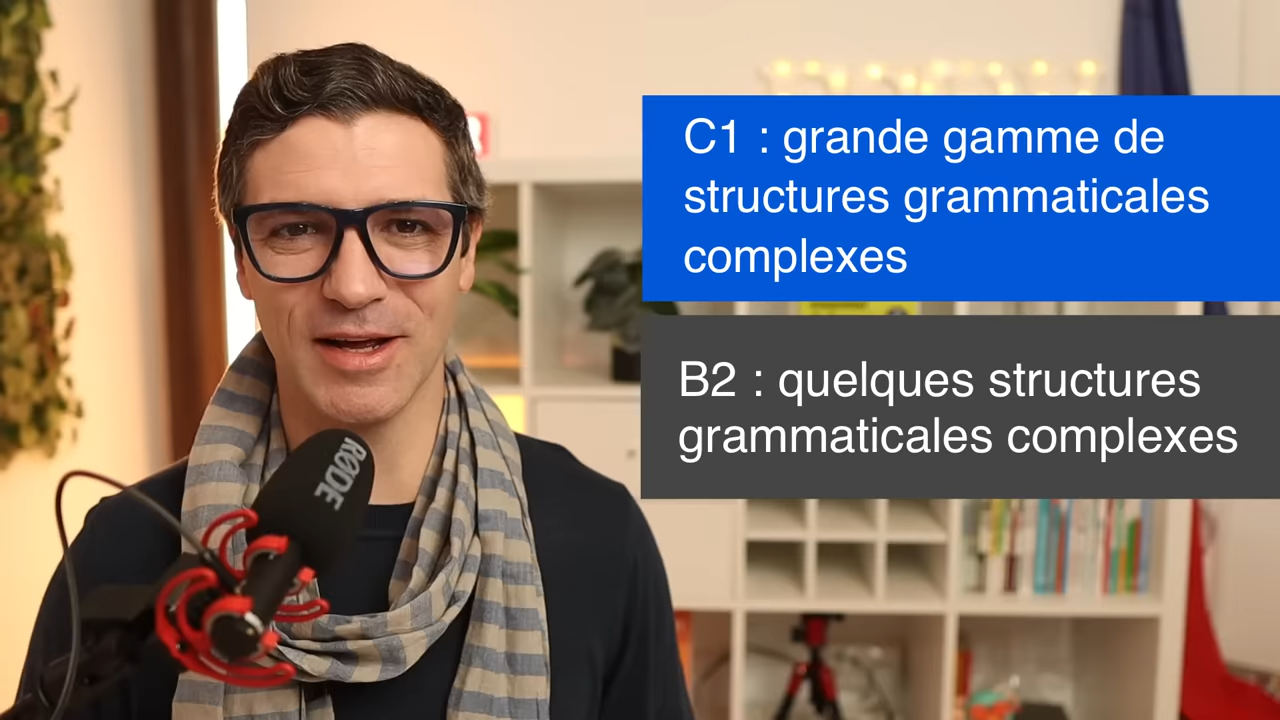 C1 : grande gamme de
structures grammaticales
complexes
B2 : quelques structures
grammaticales complexes
RØDE